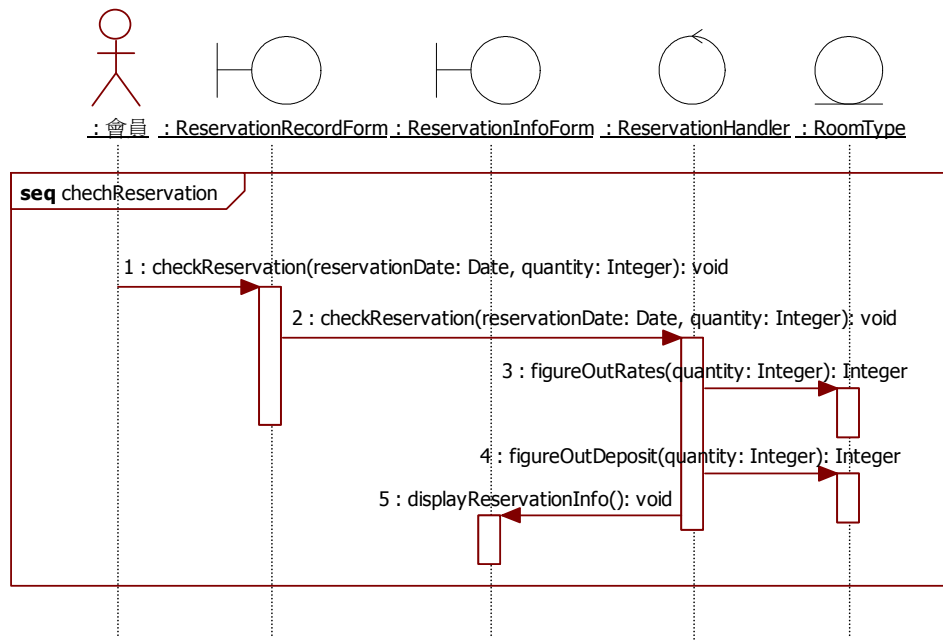 : 會員 : ReservationRecordForm : ReservationInfoForm : ReservationHandler : RoomType
seq chechReservation
1 : checkReservation(reservationDate: Date, quantity: Integer): void
2 : checkReservation(reservationDate: Date, quantity: Integer): void
3 : figureOutRates(quantity: Integer): Integer
4 : figureOutDeposit(quantity: Integer): Integer
5 : displayReservationInfo(): void